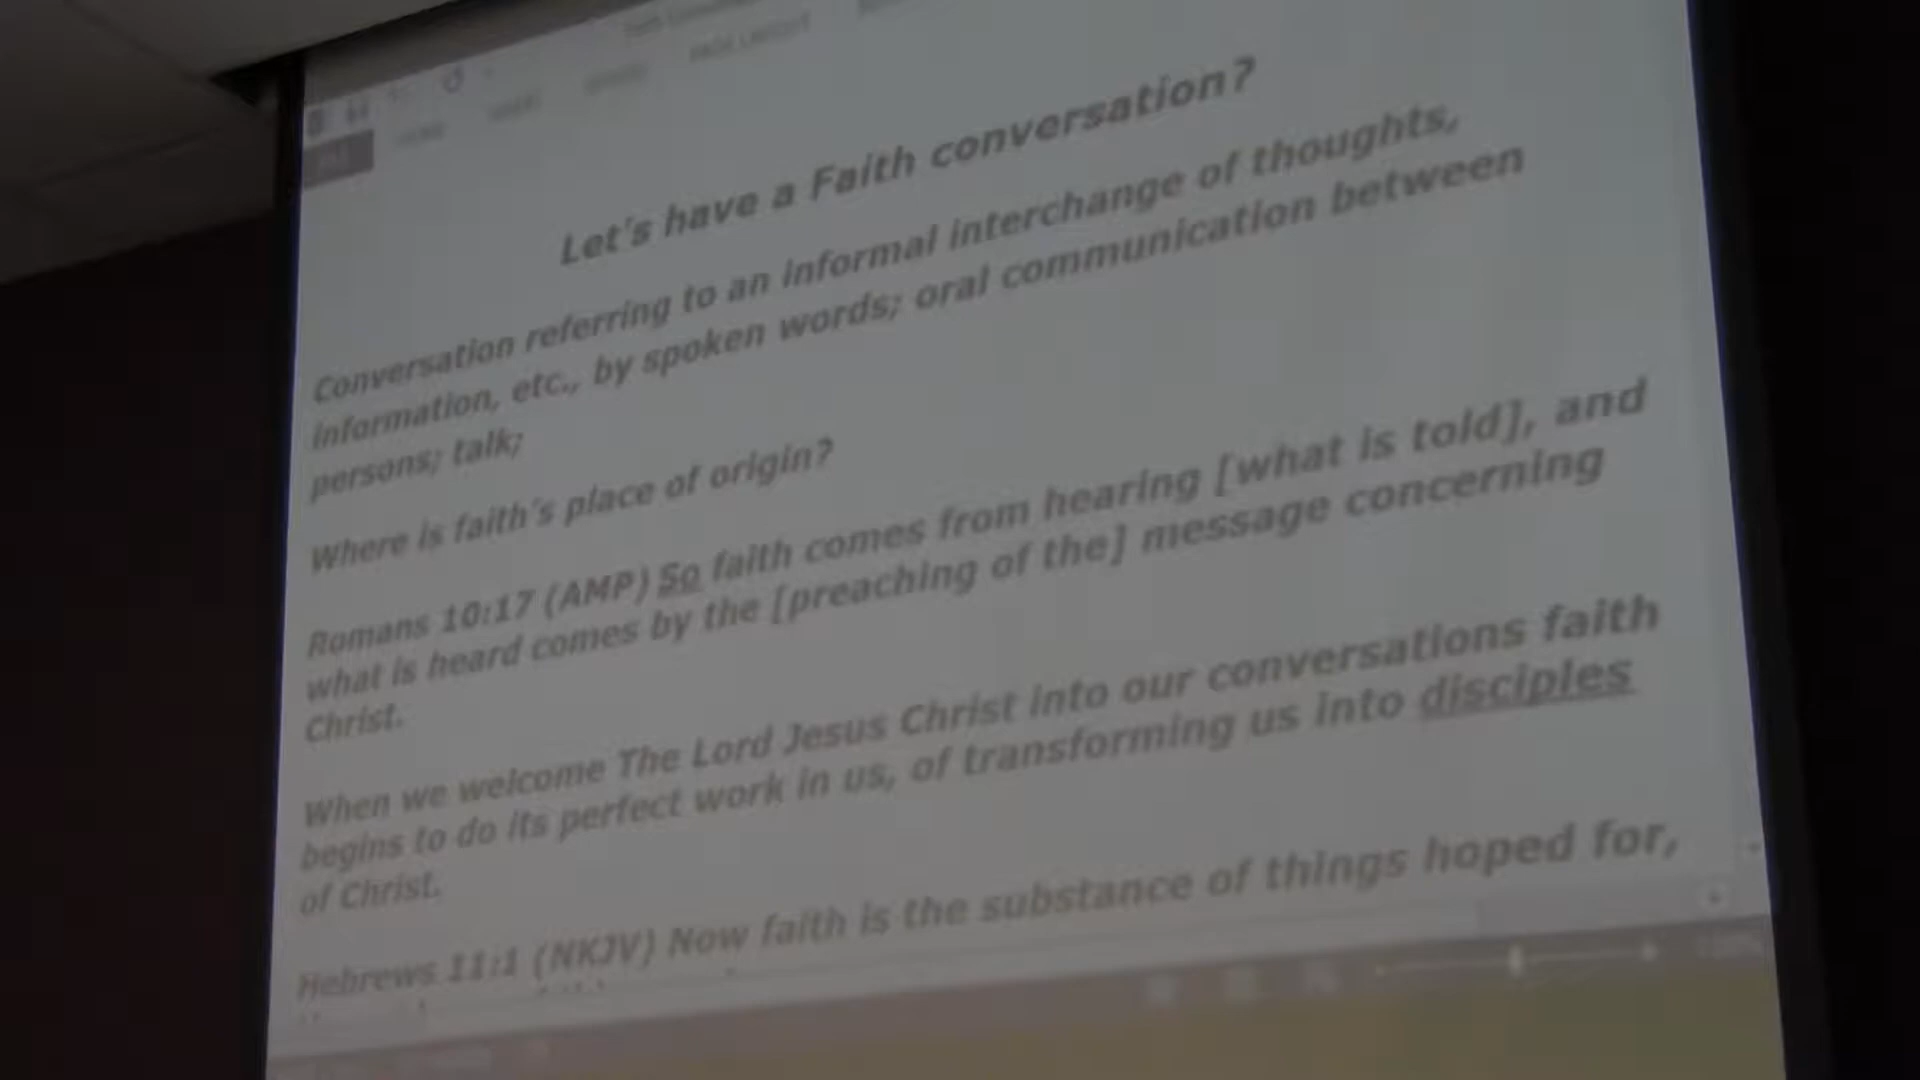 PAGE LAYOUT
FILE
Let's have a Faith conversation?
Conversation referring to an informal interchange of thoughts,
information, etc., by spoken words; oral communication between
persons; talk;
Where is faith's place of origin?
Romans 10:17 (AMP) So faith comes from hearing [what is told], and
what is heard comes by the [preaching of the] message concerning
Christ.
When we welcome The Lord Jesus Christ into our conversations faith
begins to do its perfect work in us, of transforming us into disciples
of Christ.
Hebrews 11:1 (NKJV) Now faith is the substance of things hoped for,